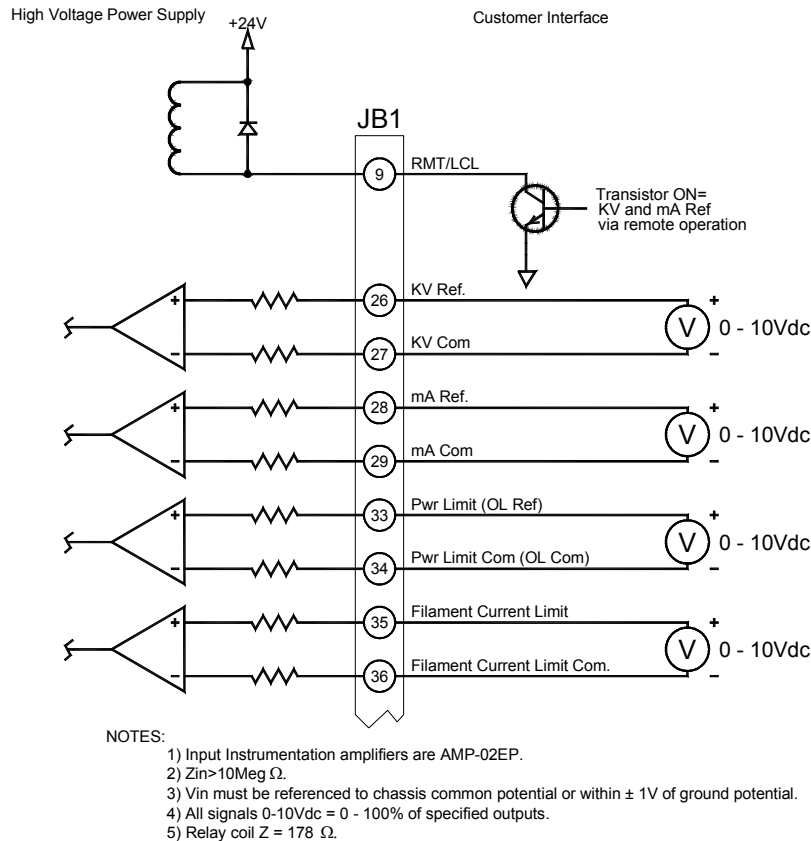 High Voltage Power Supply
Customer Interface
+24V
JB1
9
RMT/LCL
Transistor ON=
KV and mA Ref
via remote operation
+
26
KV Ref.
+
V
0 - 10Vdc
−
27
KV Com
−
+
28
mA Ref.
+
V
0 - 10Vdc
−
29
mA Com
−
+
33
Pwr Limit (OL Ref)
+
V
0 - 10Vdc
−
34
Pwr Limit Com (OL Com)
−
+
35
Filament Current Limit
+
V
0 - 10Vdc
−
36
Filament Current Limit Com.
−
NOTES:
1) Input Instrumentation amplifiers are AMP-02EP.
2) Zin>10Meg Ω.
3) Vin must be referenced to chassis common potential or within ± 1V of ground potential.
4) All signals 0-10Vdc = 0 - 100% of specified outputs.
5) Relay coil Z = 178 Ω.